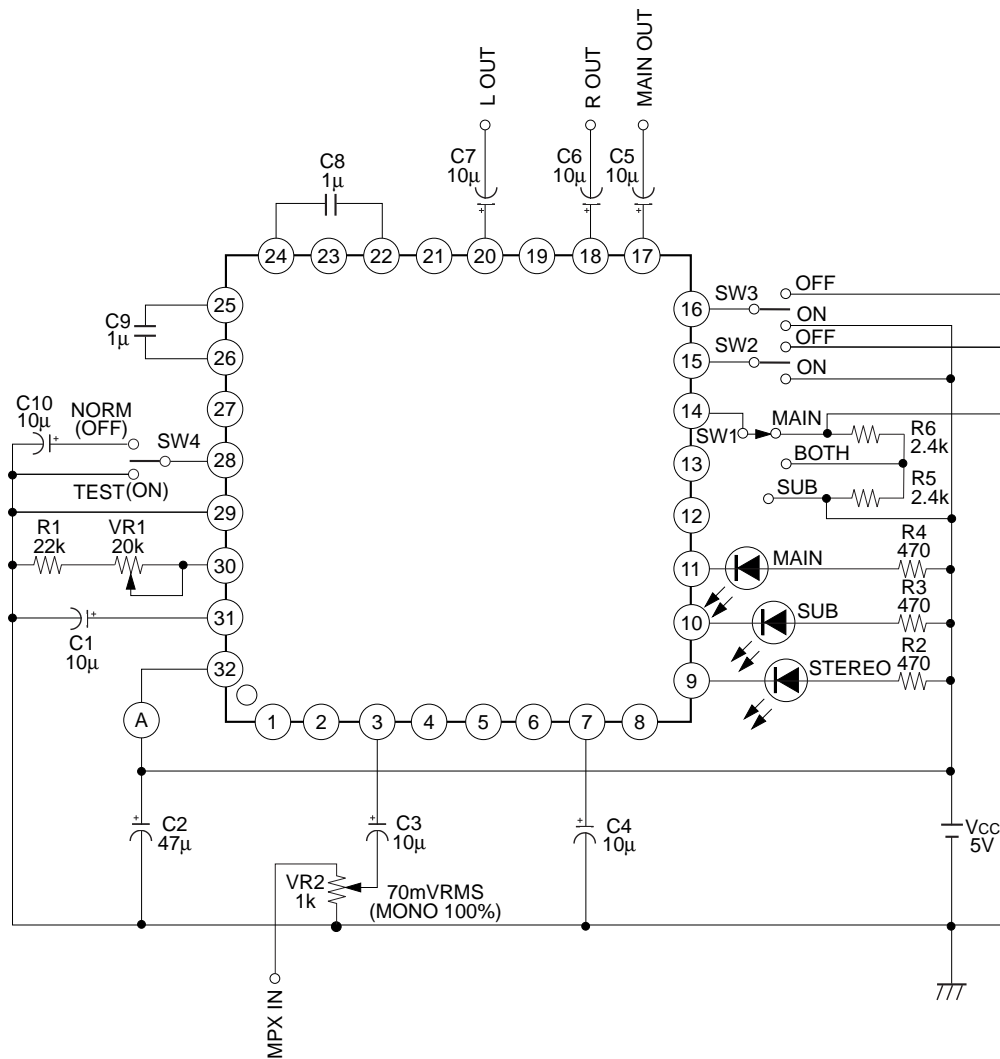 L OUT
R OUT
MAIN OUT
C7
10µ
C6
10µ
C5
10µ
C8
1µ
24
23
22
21
20
19
18
17
25
26
27
28
29
30
31
32
16
15
14
13
12
11
10
9
1
2
3
4
5
6
7
8
C9
1µ
C10
10µ
NORM
(OFF)
SW4
TEST(ON)
R1
22k
VR1
20k
C1
10µ
A
SW3
OFF
ON
SW2
OFF
ON
SW1
MAIN
BOTH
SUB
R6
2.4k
R5
2.4k
MAIN
R4
470
SUB
R3
470
STEREO
R2
470
C2
47µ
C3
10µ
C4
10µ
VR2
1k
70mVRMS
(MONO 100%)
MPX IN
VCC
5V